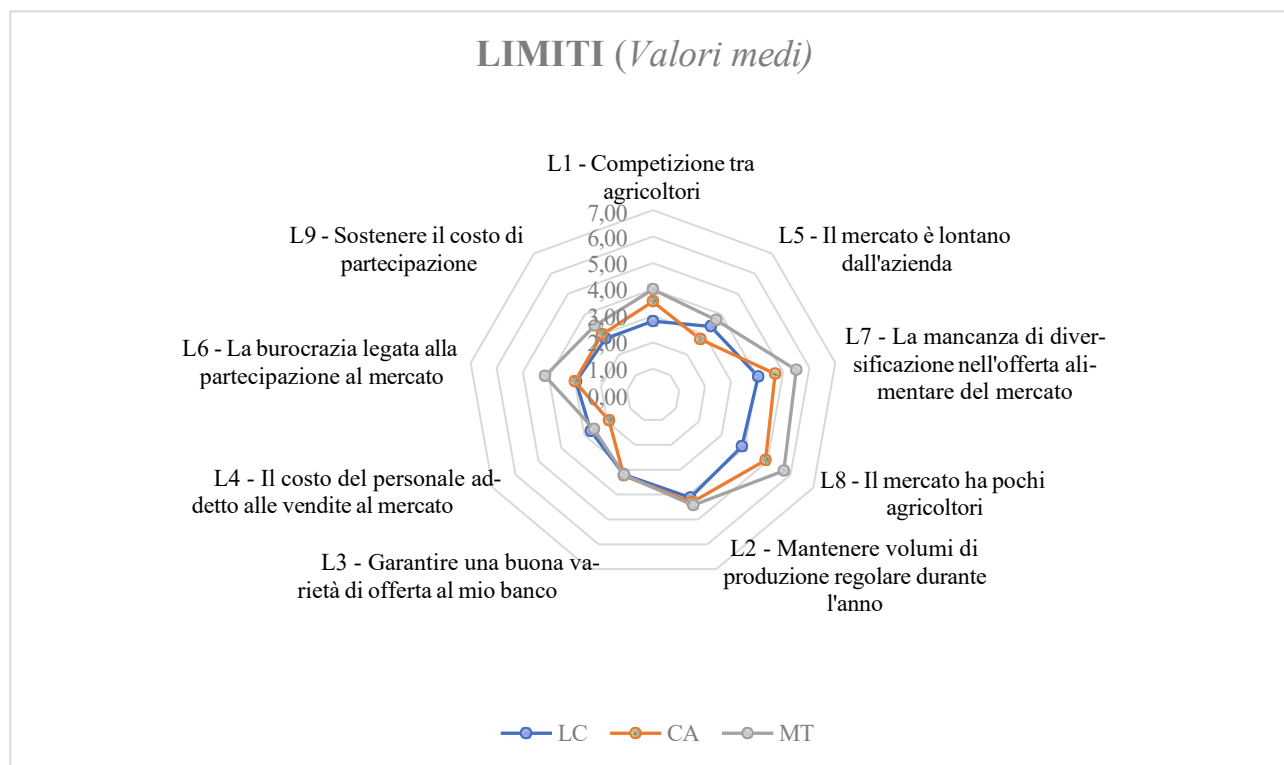 LIMITI (Valori medi)
L1 - Competizione tra
agricoltori
L5 - Il mercato è lontano
dall'azienda
L7 - La mancanza di diver-
sificazione nell'offerta ali-
mentare del mercato
L8 - Il mercato ha pochi
agricoltori
L2 - Mantenere volumi di
produzione regolare durante
l'anno
L3 - Garantire una buona va-
rietà di offerta al mio banco
L4 - Il costo del personale ad-
detto alle vendite al mercato
L6 - La burocrazia legata alla
partecipazione al mercato
L9 - Sostenere il costo di
partecipazione
7,00
6,00
5,00
4,00
3,00
2,00
1,00
0,00
LC
CA
MT